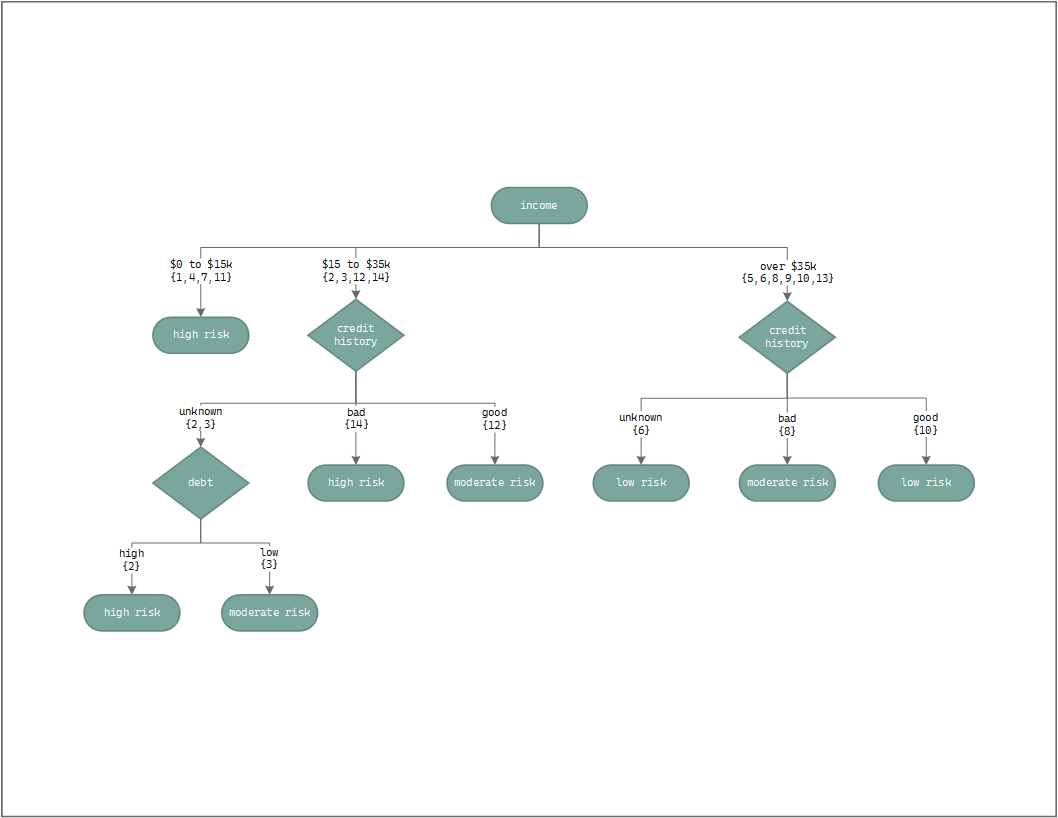 income
$0 to $15k
{1,4,7,11}
$15 to $35k
{2,3,12,14}
over $35k
{5,6,8,9,10,13}
high risk
credit
history
credit
history
unknown
{2,3}
bad
{14}
good
{12}
unknown
{6}
bad
{8}
good
{10}
debt
high risk
moderate risk
low risk
moderate risk
low risk
high
{2}
low
{3}
high risk
moderate risk